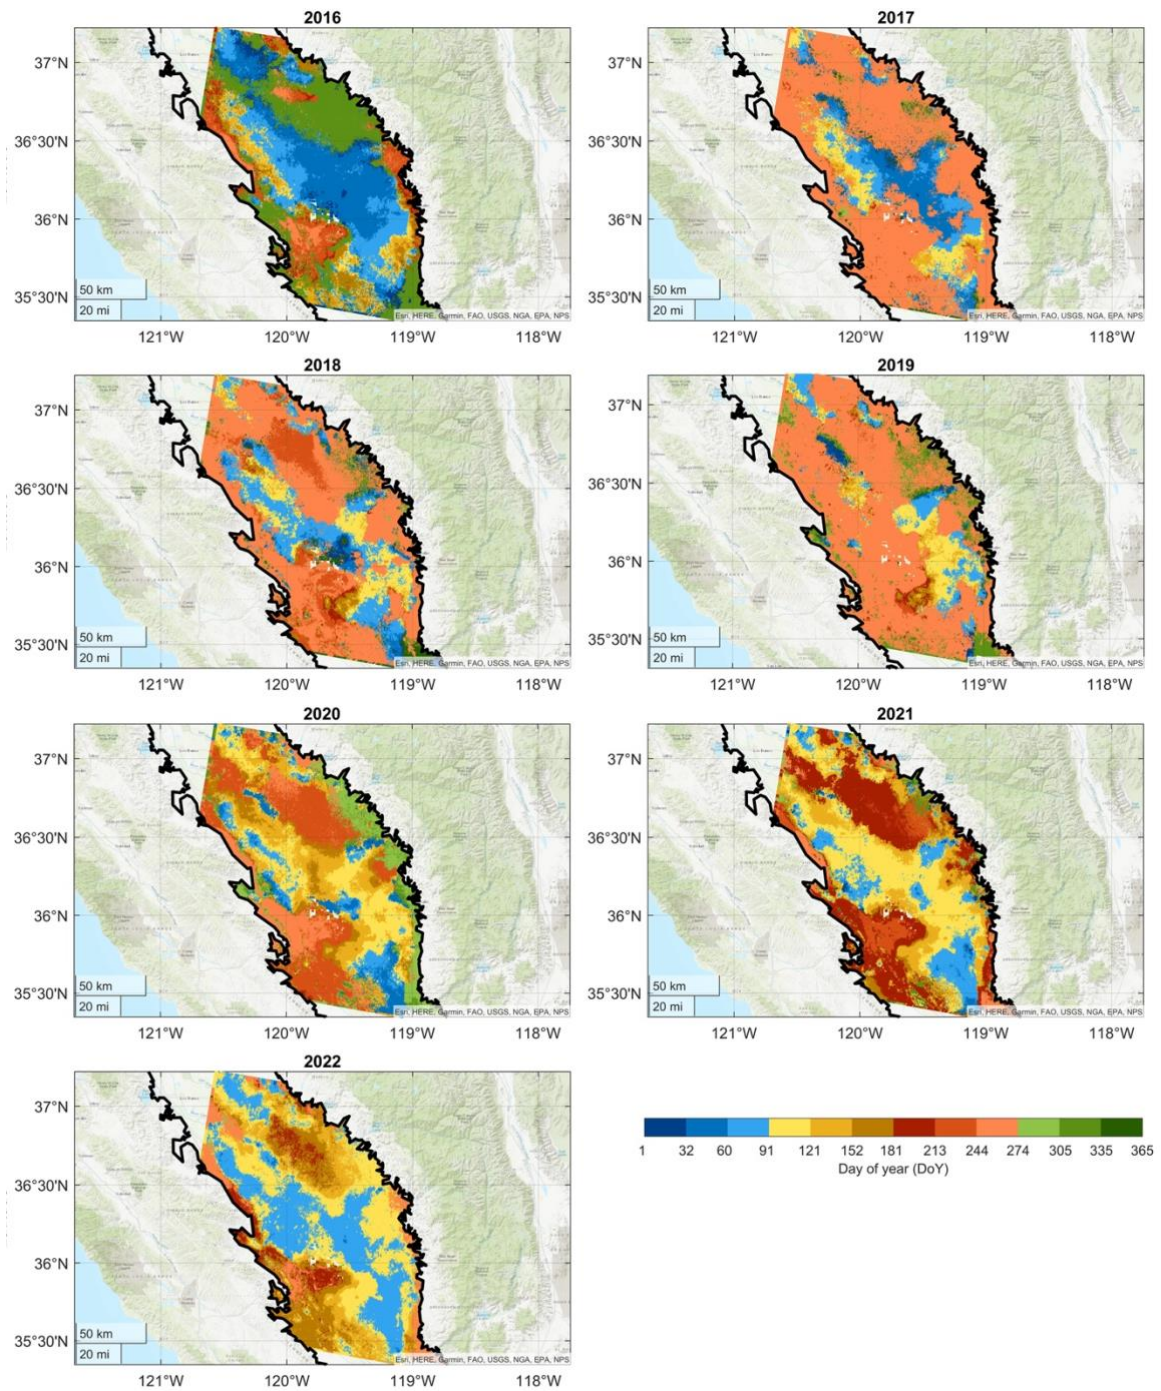 2016
37°N
36°30'N
36°N
35°30'N
50 km
20 mi
Esri, HERE, Garmin, FAO, USGS, NGA, EPA, NPS
121°W 120°W 119°W 118°W
2017
37°N
36°30'N
36°N
35°30'N
50 km
20 mi
Esri, HERE, Garmin, FAO, USGS, NGA, EPA, NPS
121°W 120°W 119°W 118°W
2018
37°N
36°30'N
36°N
35°30'N
50 km
20 mi
Esri, HERE, Garmin, FAO, USGS, NGA, EPA, NPS
121°W 120°W 119°W 118°W
2019
37°N
36°30'N
36°N
35°30'N
50 km
20 mi
Esri, HERE, Garmin, FAO, USGS, NGA, EPA, NPS
121°W 120°W 119°W 118°W
2020
37°N
36°30'N
36°N
35°30'N
50 km
20 mi
Esri, HERE, Garmin, FAO, USGS, NGA, EPA, NPS
121°W 120°W 119°W 118°W
2021
37°N
36°30'N
36°N
35°30'N
50 km
20 mi
Esri, HERE, Garmin, FAO, USGS, NGA, EPA, NPS
121°W 120°W 119°W 118°W
2022
37°N
36°30'N
36°N
35°30'N
50 km
20 mi
Esri, HERE, Garmin, FAO, USGS, NGA, EPA, NPS
121°W 120°W 119°W 118°W
1 32 60 91 121 152 181 213 244 274 305 335 365
Day of year (DoY)